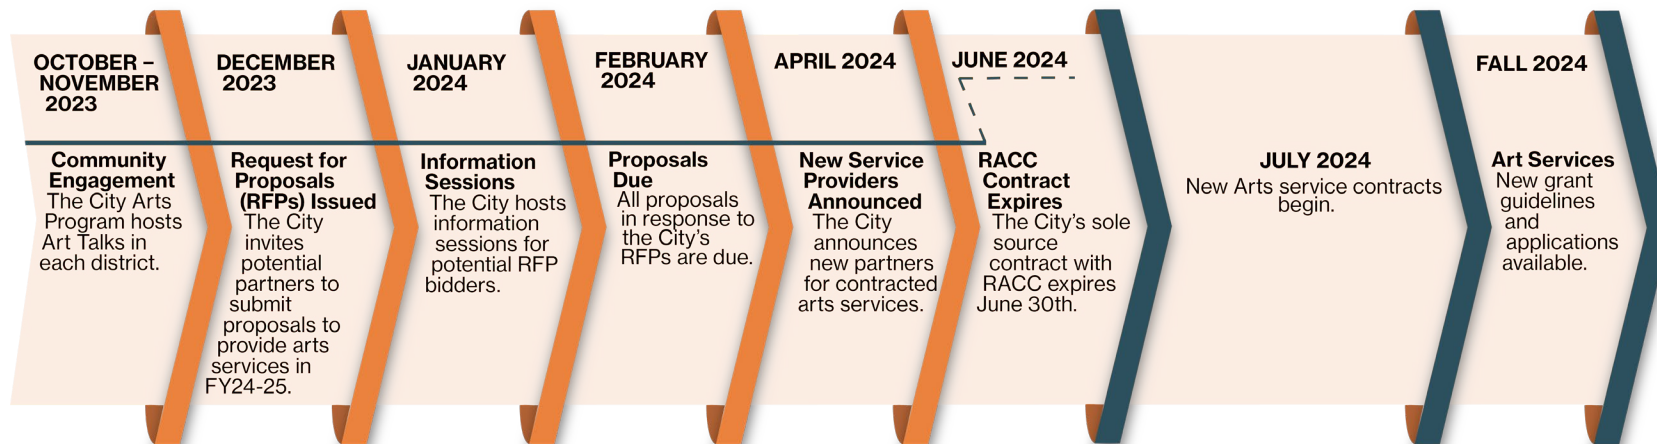 OCTOBER –
NOVEMBER
2023
Community
Engagement
The City Arts
Program hosts
Art Talks in
each district.
DECEMBER
2023
Request for
Proposals
(RFPs) Issued
The City
invites
potential
partners to
submit
proposals to
provide arts
services in
FY24-25.
JANUARY
2024
Information
Sessions
The City hosts
information
sessions for
potential RFP
bidders.
FEBRUARY
2024
Proposals
Due
All proposals
in response to
the City’s
RFPs are due.
APRIL 2024
New Service
Providers
Announced
The City
announces
new partners
for contracted
arts services.
JUNE 2024
RACC
Contract
Expires
The City’s sole
source
contract with
RACC expires
June 30th.
JULY 2024
New Arts service contracts
begin.
FALL 2024
Art Services
New grant
guidelines
and
applications
available.